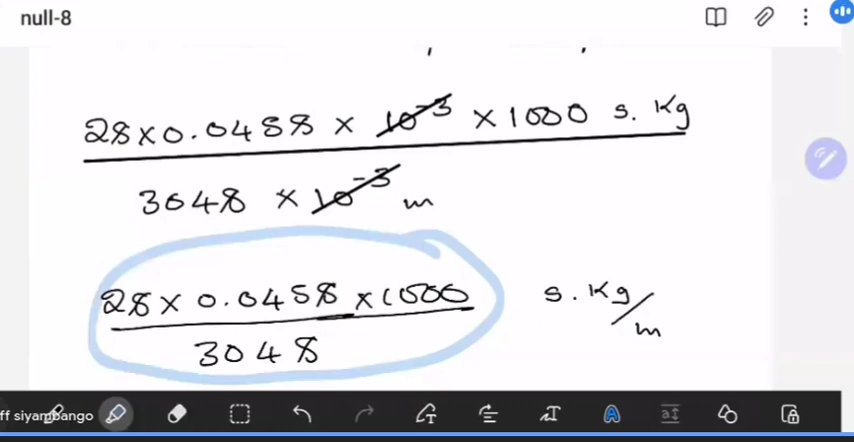 null-8
28×0.0458 × 10⁻³ ×1000 s. Kg
3048 × 10⁻³ m
28× 0.0458 ×1000 s. Kg/m
3048
ff siyambango